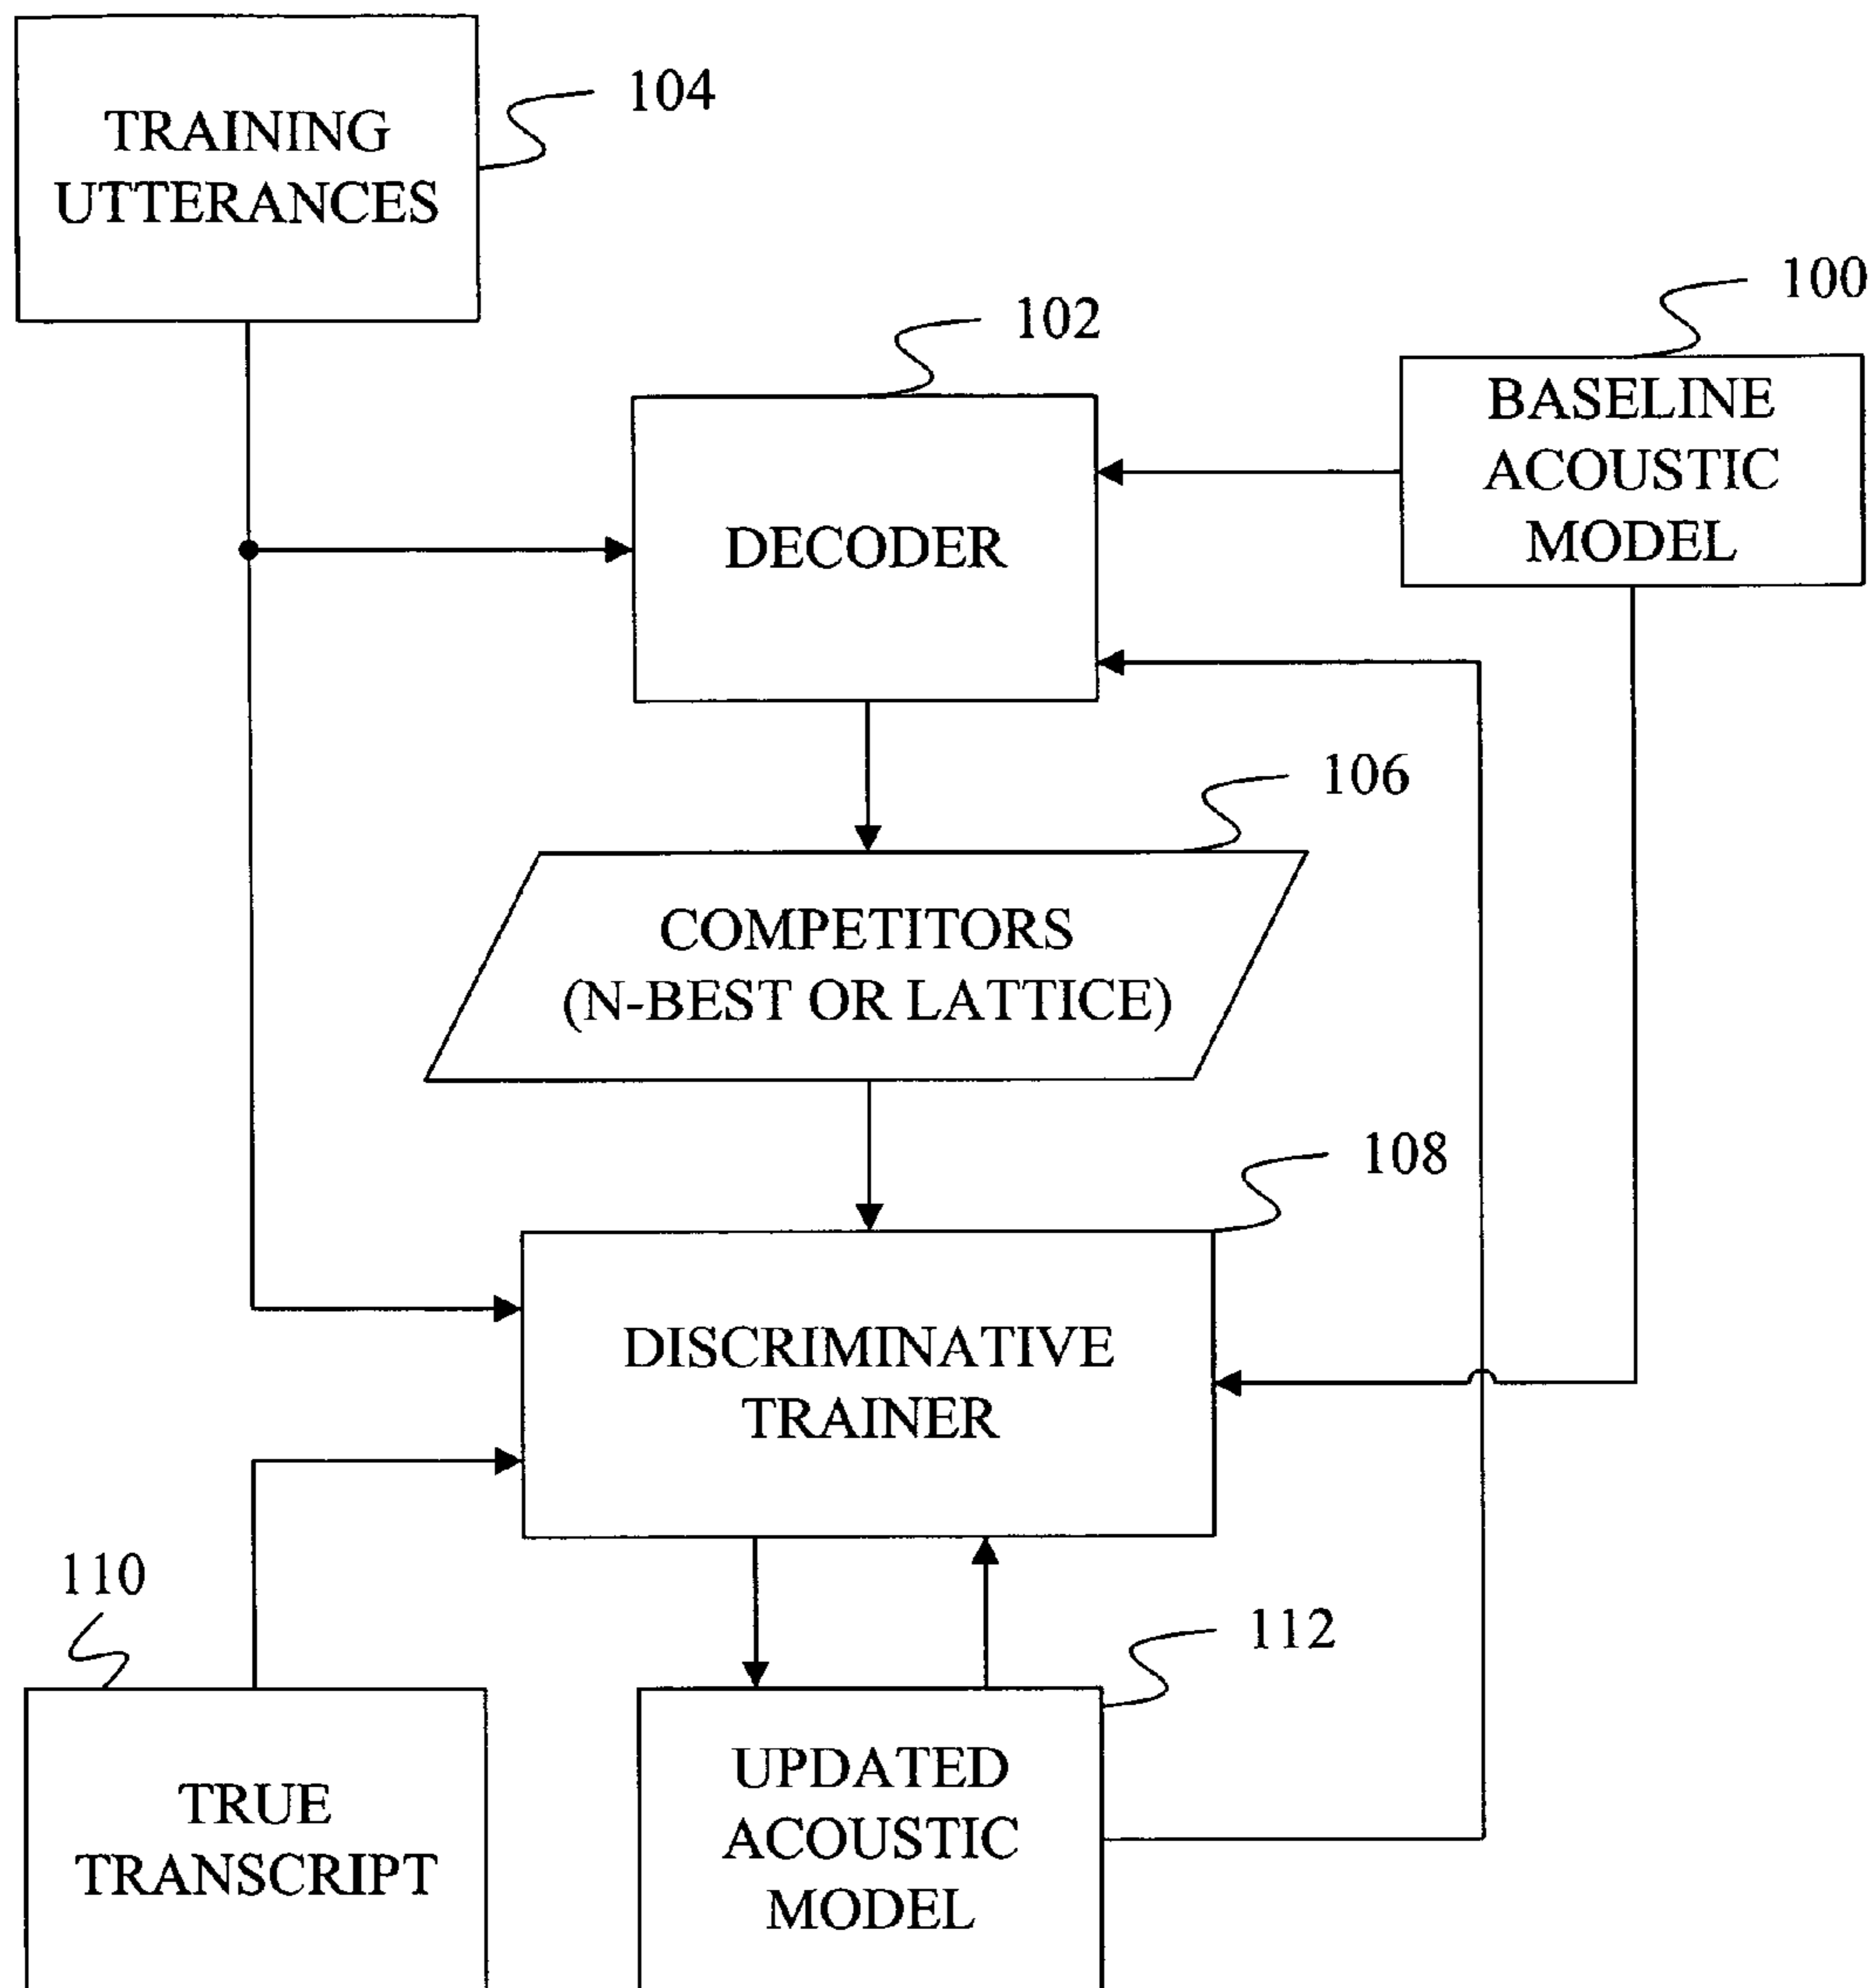 TRAINING
UTTERANCES
104
100
102
BASELINE
ACOUSTIC
MODEL
DECODER
106
COMPETITORS
(N-BEST OR LATTICE)
108
DISCRIMINATIVE
TRAINER
110
112
TRUE
TRANSCRIPT
UPDATED
ACOUSTIC
MODEL